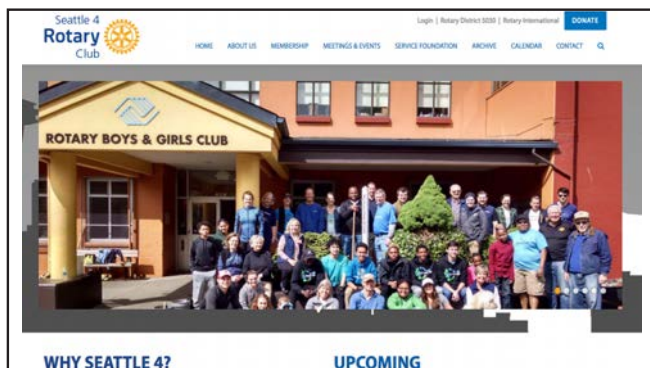 Seattle 4
Rotary
Club
Login | Rotary District 5030 | Rotary-International
DONATE
HOME ABOUT US MEMBERSHIP MEETINGS & EVENTS SERVICE FOUNDATION ARCHIVE CALENDAR CONTACT
ROTARY BOYS & GIRLS CLUB
WHY SEATTLE 4? UPCOMING